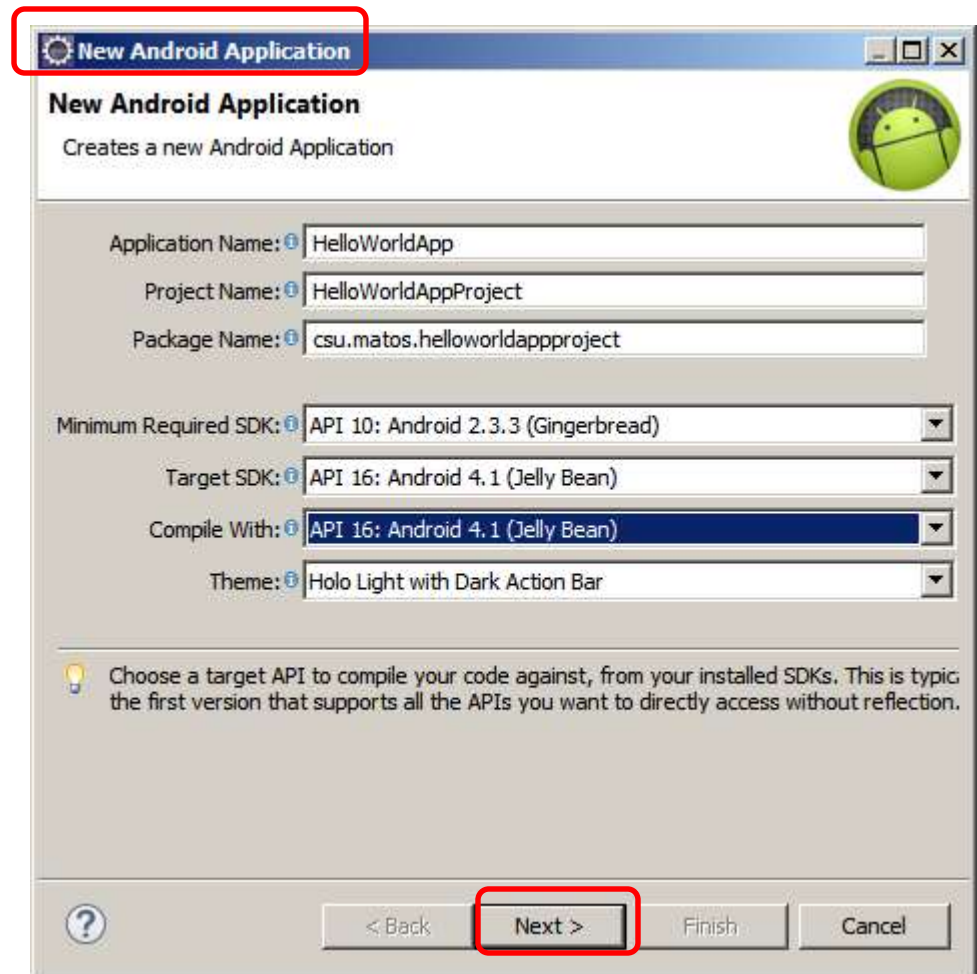 New Android Application
New Android Application
Creates a new Android Application
Application Name: HelloWorldApp
Project Name: HelloWorldAppProject
Package Name: csu.matos.helloworldappproject
Minimum Required SDK: API 10: Android 2.3.3 (Gingerbread)
Target SDK: API 16: Android 4.1 (Jelly Bean)
Compile With: API 16: Android 4.1 (Jelly Bean)
Theme: Holo Light with Dark Action Bar
Choose a target API to compile your code against, from your installed SDKs. This is typica
the first version that supports all the APIs you want to directly access without reflection.
? < Back Next > Finish Cancel